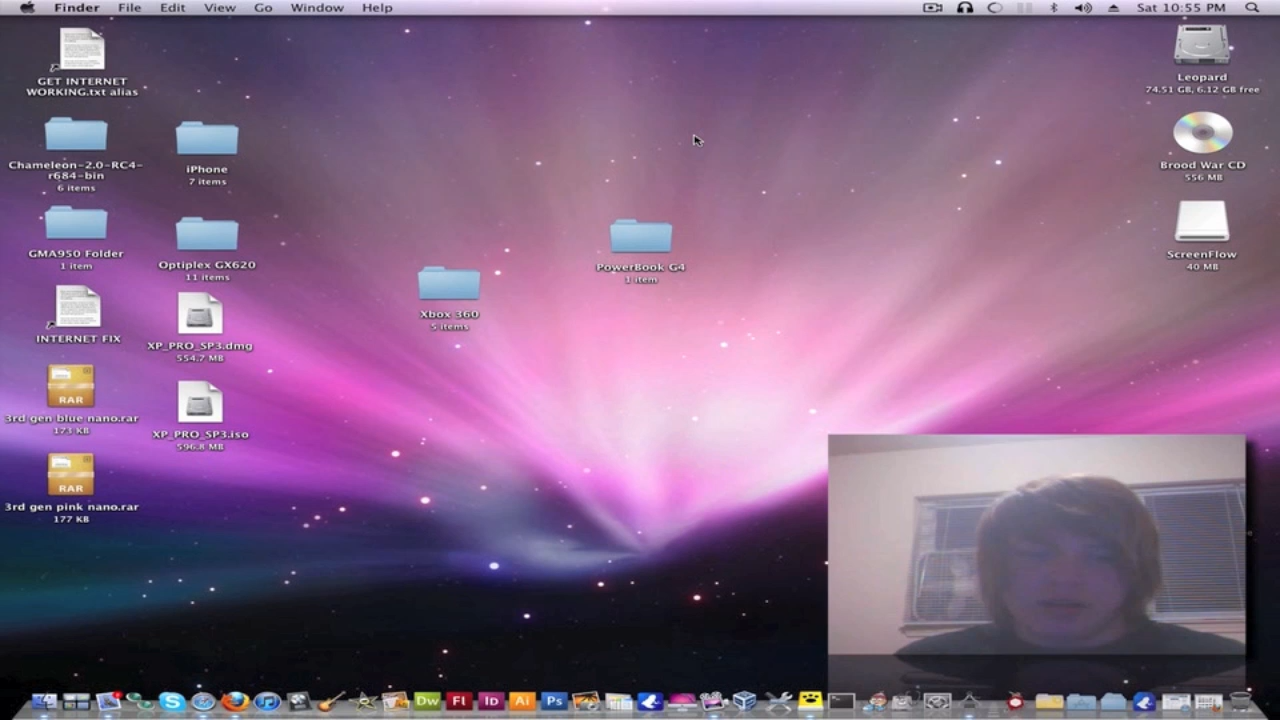 Finder File Edit View Go Window Help
Sat 10:55 PM
GET INTERNET
WORKING.txt alias
Leopard
74.51 GB, 6.12 GB free
Chameleon-2.0-RC4-
r684-bin
6 items
iPhone
7 items
Brood War CD
556 MB
GMA950 Folder
1 item
Optiplex GX620
11 items
PowerBook G4
1 item
ScreenFlow
40 MB
Xbox 360
5 items
INTERNET FIX
XP_PRO_SP3.dmg
554.7 MB
RAR
3rd gen blue nano.rar
173 KB
XP_PRO_SP3.iso
596.8 MB
RAR
3rd gen pink nano.rar
177 KB
Dw Fl Id Ai Ps